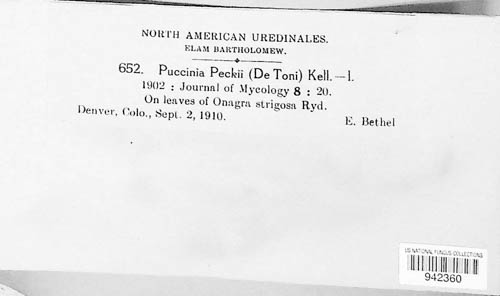 NORTH AMERICAN UREDINALES.
ELAM BARTHOLOMEW.
652. Puccinia Peckii (De Toni) Kell.—I.
1902 : Journal of Mycology 8 : 20.
On leaves of Onagra strigosa Ryd.
Denver, Colo., Sept. 2, 1910. E. Bethel
US NATIONAL FUNGUS COLLECTIONS
942360